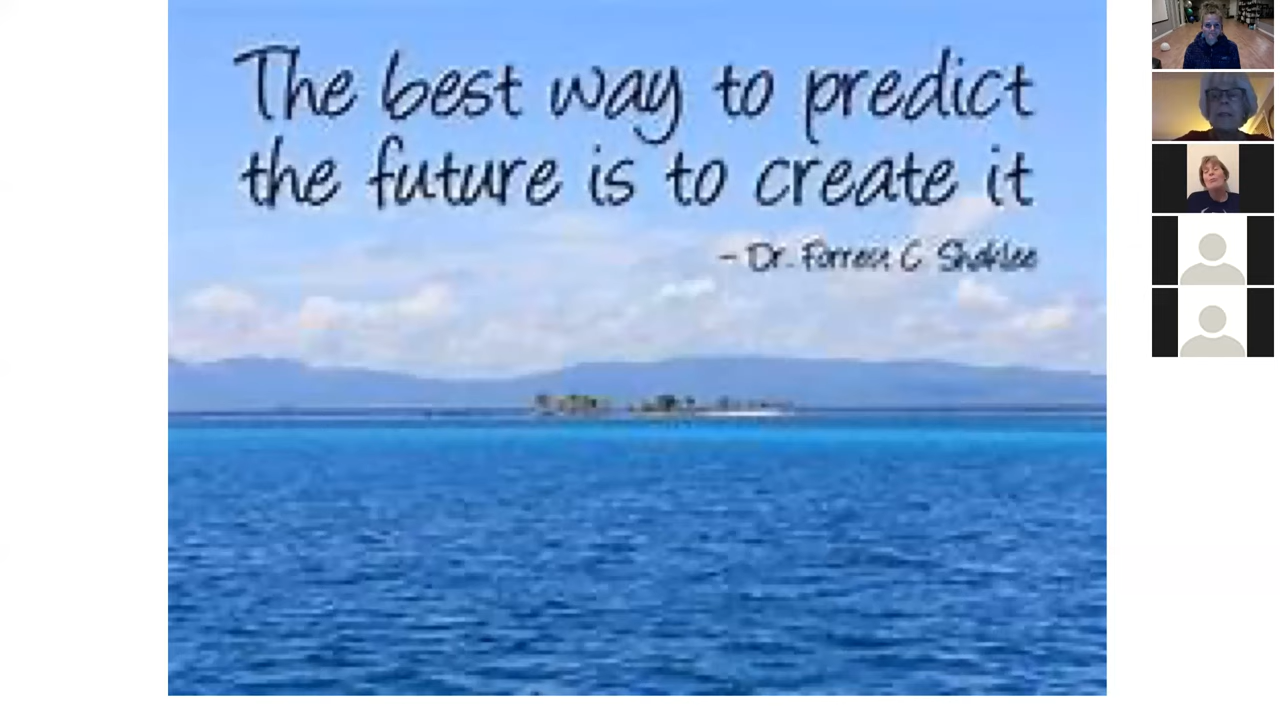 The best way to predict
the future is to create it
- Dr. Forrest C Shaklee